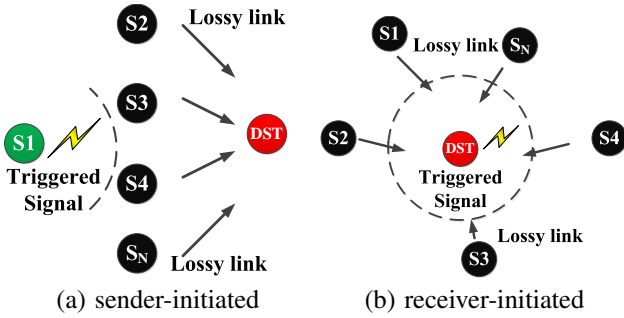 S2
Lossy link
S3
S1
DST
Triggered
Signal
S4
SN
Lossy link
(a) sender-initiated
S1
Lossy link
SN
S2
DST
S4
Triggered
Signal
Lossy link
S3
(b) receiver-initiated